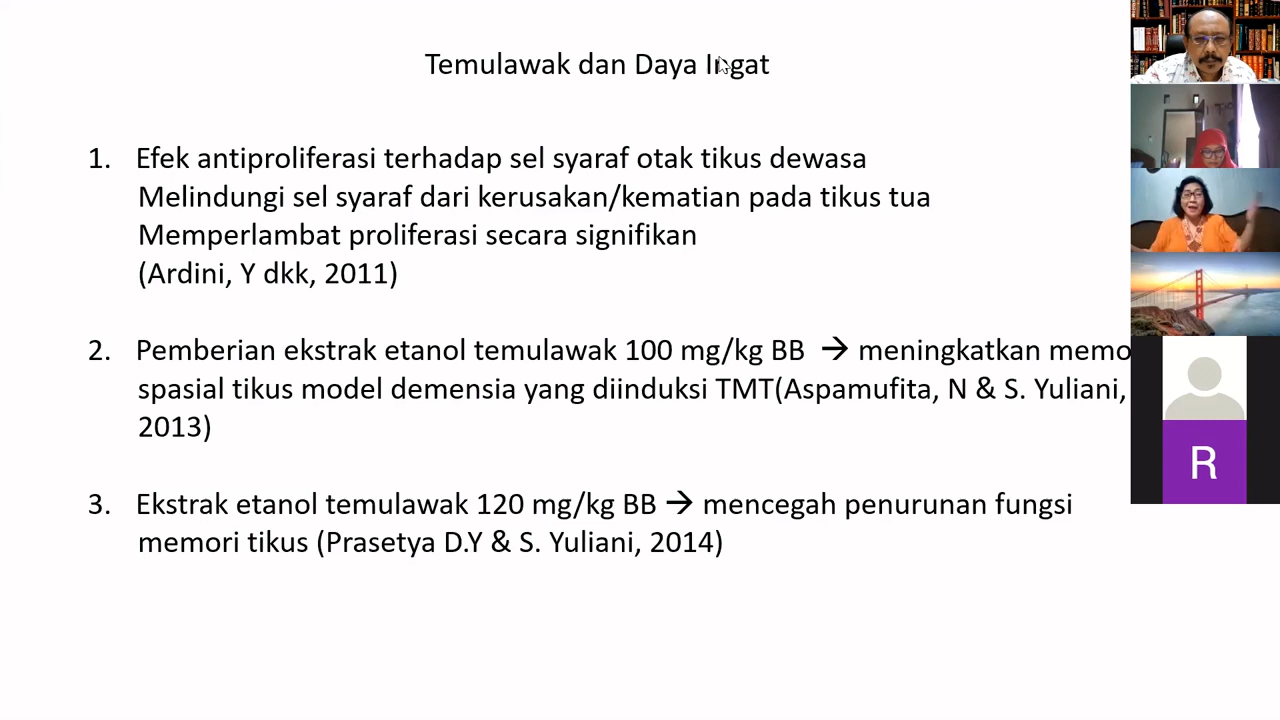 Temulawak dan Daya Ingat
1. Efek antiproliferasi terhadap sel syaraf otak tikus dewasa
Melindungi sel syaraf dari kerusakan/kematian pada tikus tua
Memperlambat proliferasi secara signifikan
(Ardini, Y dkk, 2011)
2. Pemberian ekstrak etanol temulawak 100 mg/kg BB → meningkatkan memo
spasial tikus model demensia yang diinduksi TMT(Aspamufita, N & S. Yuliani,
2013)
3. Ekstrak etanol temulawak 120 mg/kg BB → mencegah penurunan fungsi
memori tikus (Prasetya D.Y & S. Yuliani, 2014)
R